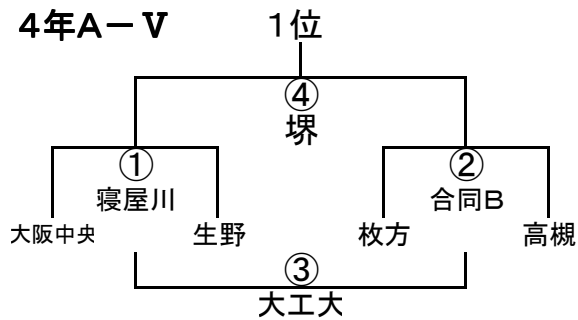 4年A－Ⅴ 1位
④
堺
① ②
寝屋川 合同B
大阪中央 生野 枚方 高槻
③
大工大